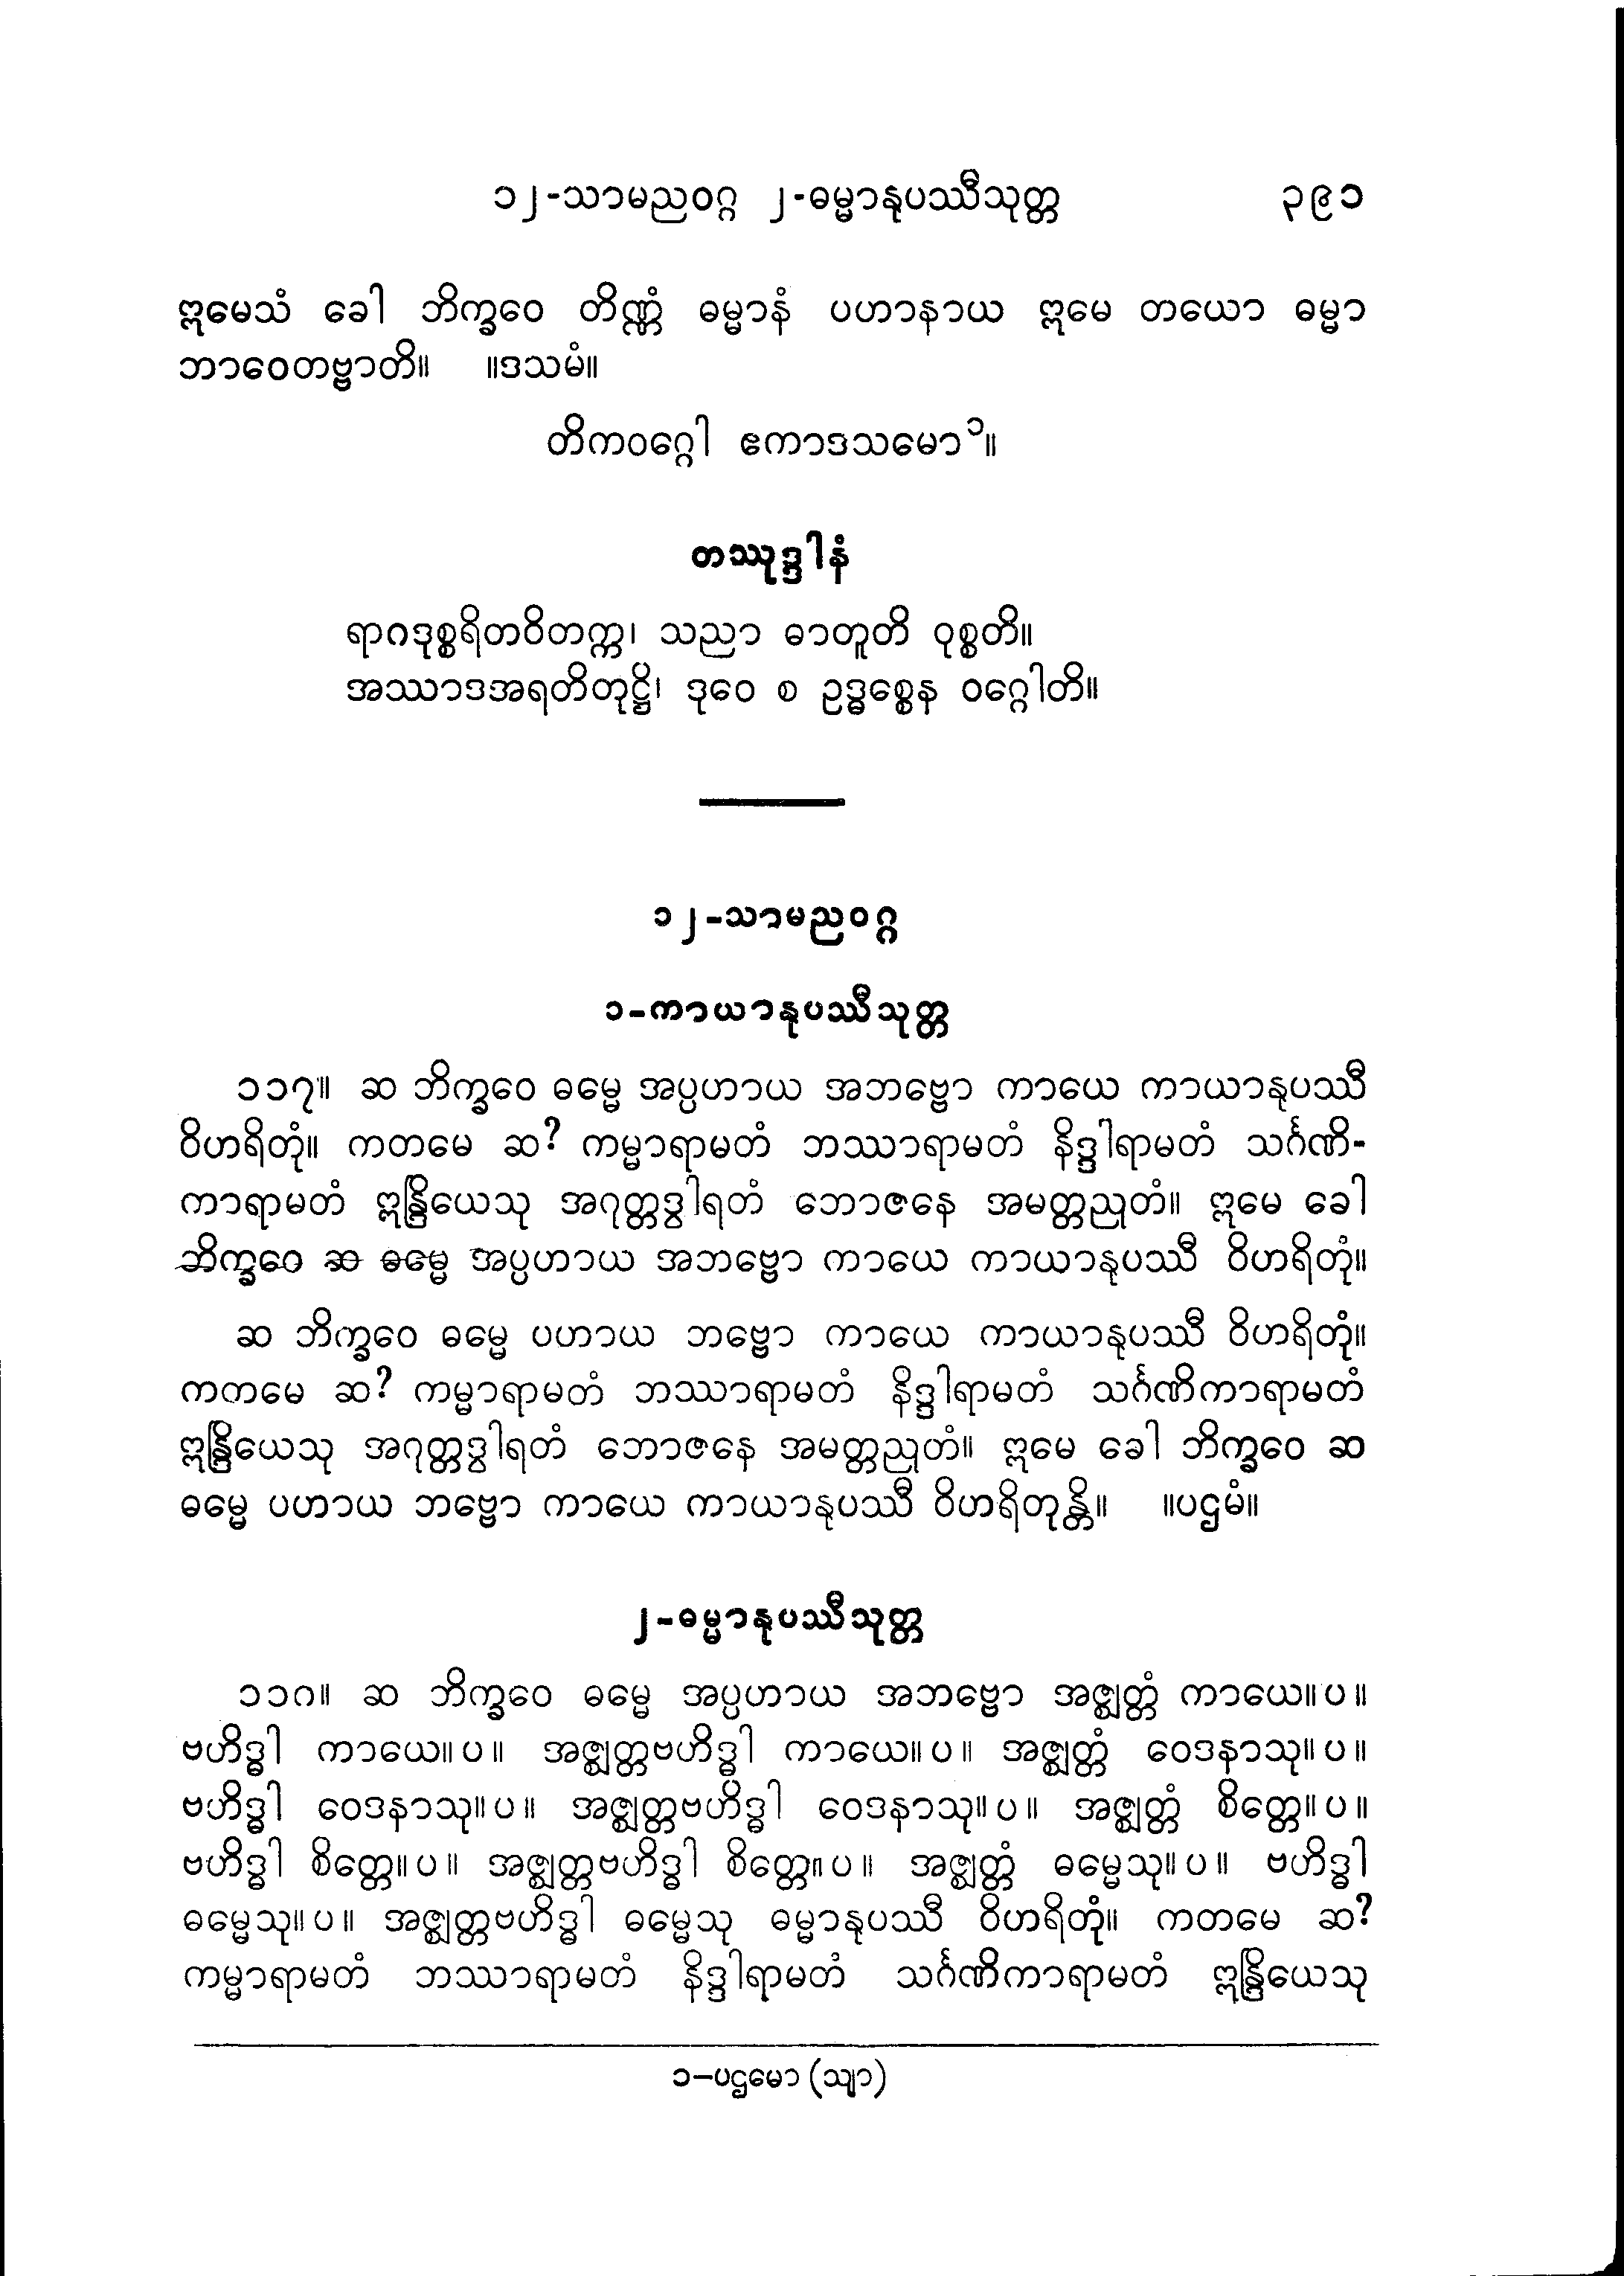 ၁၂-သာမညဝဂ္ဂ ၂-ဓမ္မာနုပဿီသုတ္တ ၃၉၁
ဣမေသံ ခေါ ဘိက္ခဝေ တိဏ္ဏံ ဓမ္မာနံ ပဟာနာယ ဣမေ တယော ဓမ္မာ
ဘာဝေတဗ္ဗာတိ။ ။ဒသမံ။
တိကဝဂ္ဂေါ ဧကာဒသမော၁။
တဿုဒ္ဒါနံ
ရာဂဒုစ္စရိတဝိတက္က၊ သညာ ဓာတူတိ ဝုစ္စတိ။
အဿာဒအရတိတုဋ္ဌိ၊ ဒုဝေ စ ဥဒ္ဓစ္စေန ဝဂ္ဂေါတိ။
၁၂-သာမညဝဂ္ဂ
၁-ကာယာနုပဿီသုတ္တ
၁၁၇။ ဆ ဘိက္ခဝေ ဓမ္မေ အပ္ပဟာယ အဘဗ္ဗော ကာယေ ကာယာနုပဿီ
ဝိဟရိတုံ။ ကတမေ ဆ? ကမ္မာရာမတံ ဘဿာရာမတံ နိဒ္ဒါရာမတံ သင်္ဂဏိ-
ကာရာမတံ ဣန္ဒြိယေသု အဂုတ္တဒွါရတံ ဘောဇနေ အမတ္တညုတံ။ ဣမေ ခေါ
ဘိက္ခဝေ ဆ ဓမ္မေ အပ္ပဟာယ အဘဗ္ဗော ကာယေ ကာယာနုပဿီ ဝိဟရိတုံ။
ဆ ဘိက္ခဝေ ဓမ္မေ ပဟာယ ဘဗ္ဗော ကာယေ ကာယာနုပဿီ ဝိဟရိတုံ။
ကတမေ ဆ? ကမ္မာရာမတံ ဘဿာရာမတံ နိဒ္ဒါရာမတံ သင်္ဂဏိကာရာမတံ
ဣန္ဒြိယေသု အဂုတ္တဒွါရတံ ဘောဇနေ အမတ္တညုတံ။ ဣမေ ခေါ ဘိက္ခဝေ ဆ
ဓမ္မေ ပဟာယ ဘဗ္ဗော ကာယေ ကာယာနုပဿီ ဝိဟရိတုန္တိ။ ။ပဌမံ။
၂-ဓမ္မာနုပဿီသုတ္တ
၁၁၈။ ဆ ဘိက္ခဝေ ဓမ္မေ အပ္ပဟာယ အဘဗ္ဗော အဇ္ဈတ္တံ ကာယေ။ပ။
ဗဟိဒ္ဓါ ကာယေ။ပ။ အဇ္ဈတ္တဗဟိဒ္ဓါ ကာယေ။ပ။ အဇ္ဈတ္တံ ဝေဒနာသု။ပ။
ဗဟိဒ္ဓါ ဝေဒနာသု။ပ။ အဇ္ဈတ္တဗဟိဒ္ဓါ ဝေဒနာသု။ပ။ အဇ္ဈတ္တံ စိတ္တေ။ပ။
ဗဟိဒ္ဓါ စိတ္တေ။ပ။ အဇ္ဈတ္တဗဟိဒ္ဓါ စိတ္တေ။ပ။ အဇ္ဈတ္တံ ဓမ္မေသု။ပ။ ဗဟိဒ္ဓါ
ဓမ္မေသု။ပ။ အဇ္ဈတ္တဗဟိဒ္ဓါ ဓမ္မေသု ဓမ္မာနုပဿီ ဝိဟရိတုံ။ ကတမေ ဆ?
ကမ္မာရာမတံ ဘဿာရာမတံ နိဒ္ဒါရာမတံ သင်္ဂဏိကာရာမတံ ဣန္ဒြိယေသု
၁–ပဌမော (သျာ)